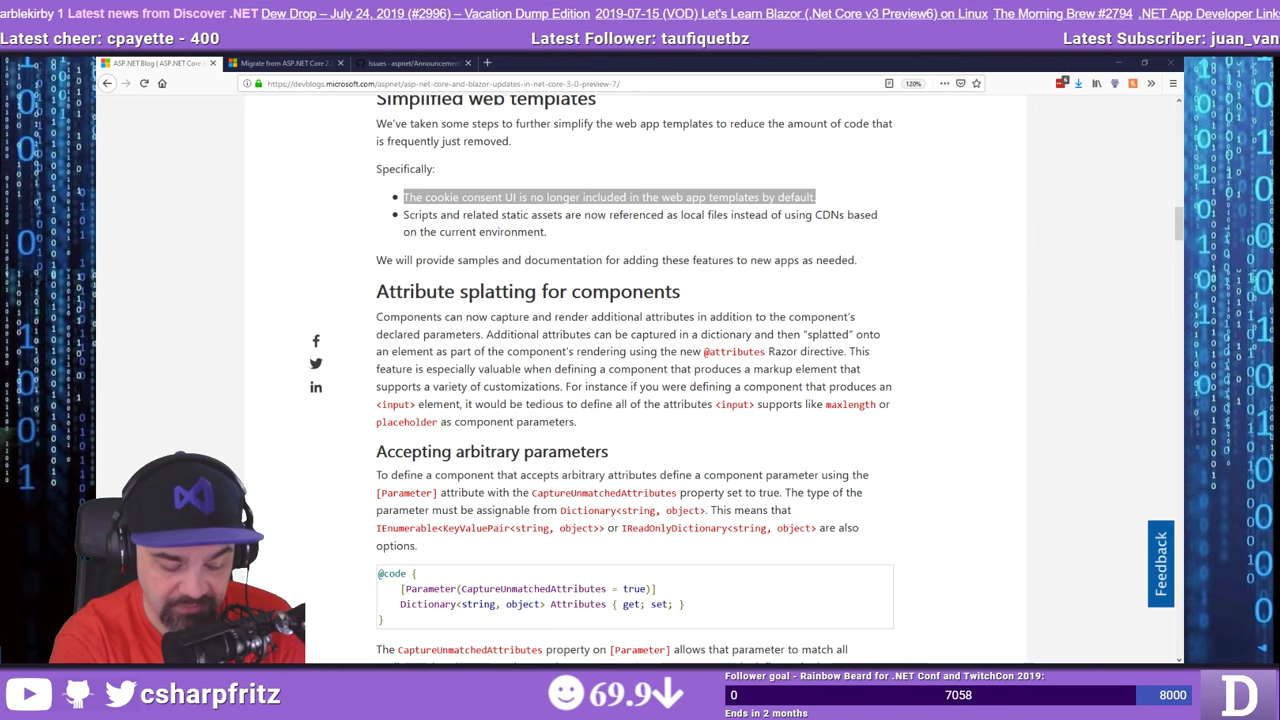 arblekirby 1 Latest news from Discover .NET Dew Drop – July 24, 2019 (#2996) – Vacation Dump Edition 2019-07-15 (VOD) Let's Learn Blazor (.Net Core v3 Preview6) on Linux The Morning Brew #2794 .NET App Developer Link
Latest cheer: cpayette - 400
Latest Follower: taufiquetbz
Latest Subscriber: juan_van
ASP.NET Blog | ASP.NET Core
Migrate from ASP.NET Core 2.
Issues - aspnet/Announcement
https://devblogs.microsoft.com/aspnet/asp-net-core-and-blazor-updates-in-net-core-3-0-preview-7/
120%
Simplified web templates
We've taken some steps to further simplify the web app templates to reduce the amount of code that
is frequently just removed.
Specifically:
The cookie consent UI is no longer included in the web app templates by default.
Scripts and related static assets are now referenced as local files instead of using CDNs based
on the current environment.
We will provide samples and documentation for adding these features to new apps as needed.
Attribute splatting for components
Components can now capture and render additional attributes in addition to the component's
declared parameters. Additional attributes can be captured in a dictionary and then "splatted" onto
an element as part of the component's rendering using the new @attributes Razor directive. This
feature is especially valuable when defining a component that produces a markup element that
supports a variety of customizations. For instance if you were defining a component that produces an
<input> element, it would be tedious to define all of the attributes <input> supports like maxlength or
placeholder as component parameters.
Accepting arbitrary parameters
To define a component that accepts arbitrary attributes define a component parameter using the
[Parameter] attribute with the CaptureUnmatchedAttributes property set to true. The type of the
parameter must be assignable from Dictionary<string, object>. This means that
IEnumerable<KeyValuePair<string, object>> or IReadOnlyDictionary<string, object> are also
options.
@code {
[Parameter(CaptureUnmatchedAttributes = true)]
Dictionary<string, object> Attributes { get; set; }
}
The CaptureUnmatchedAttributes property on [Parameter] allows that parameter to match all
Feedback
csharpfritz
69.9
Follower goal - Rainbow Beard for .NET Conf and TwitchCon 2019:
0
7058
8000
Ends in 2 months
D